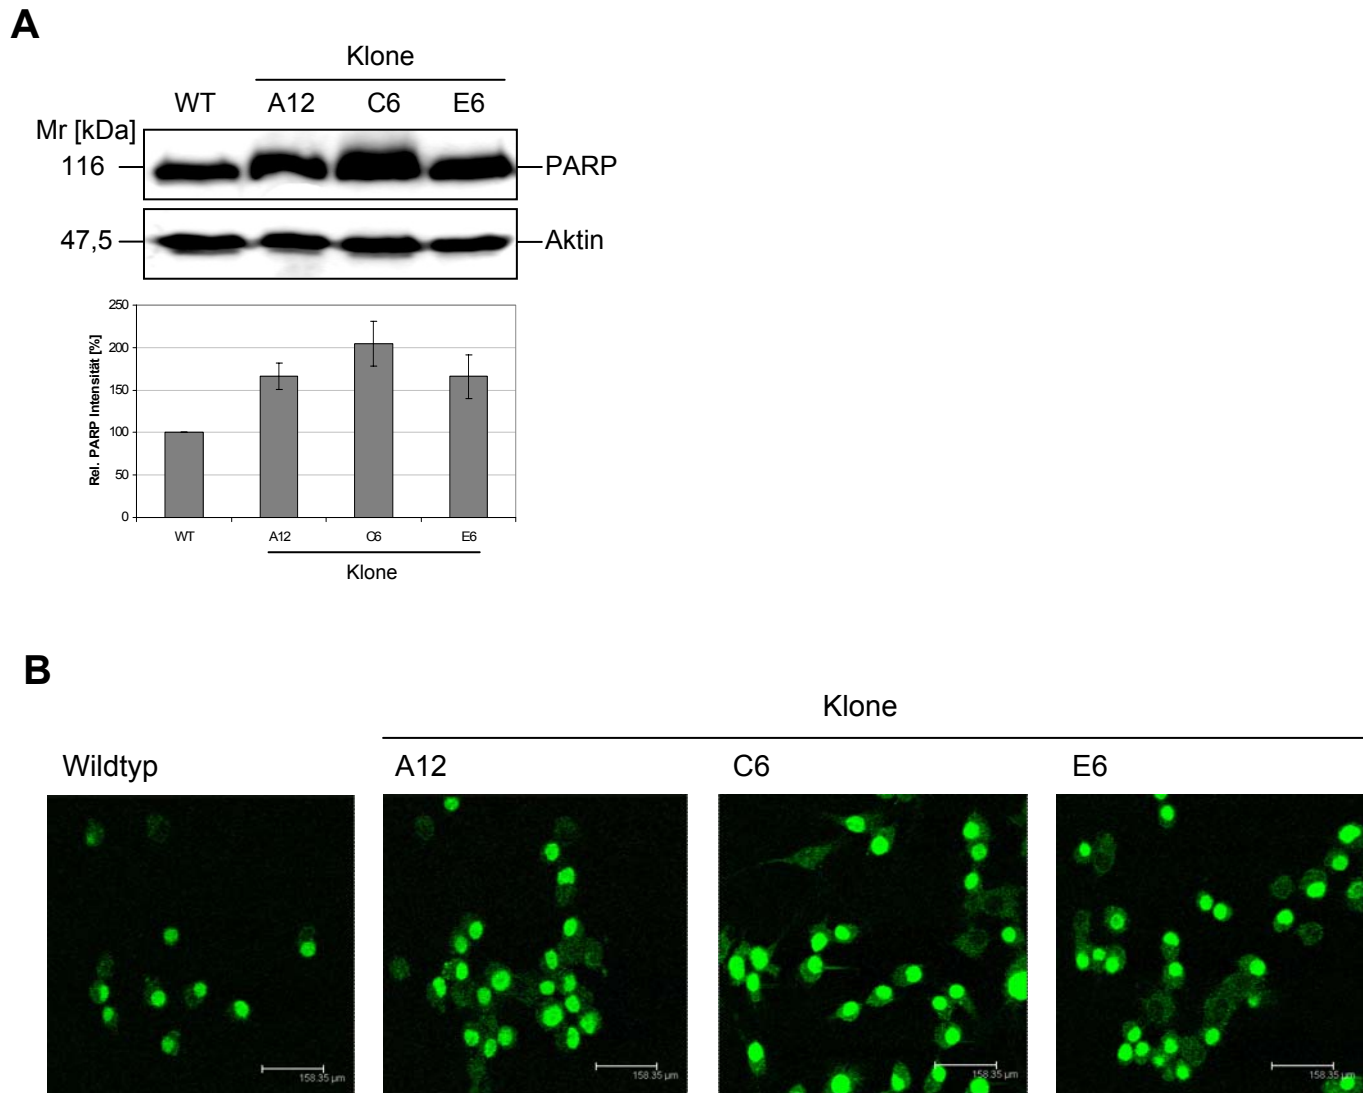 A
Klone
WT A12 C6 E6
Mr [kDa]
116 PARP
47,5 Aktin
250
200
150
100
50
0
Rel. PARP Intensität [%]
WT A12 C6 E6
Klone
B
Klone
Wildtyp A12 C6 E6
158.35 µm 158.35 µm 158.35 µm 158.35 µm